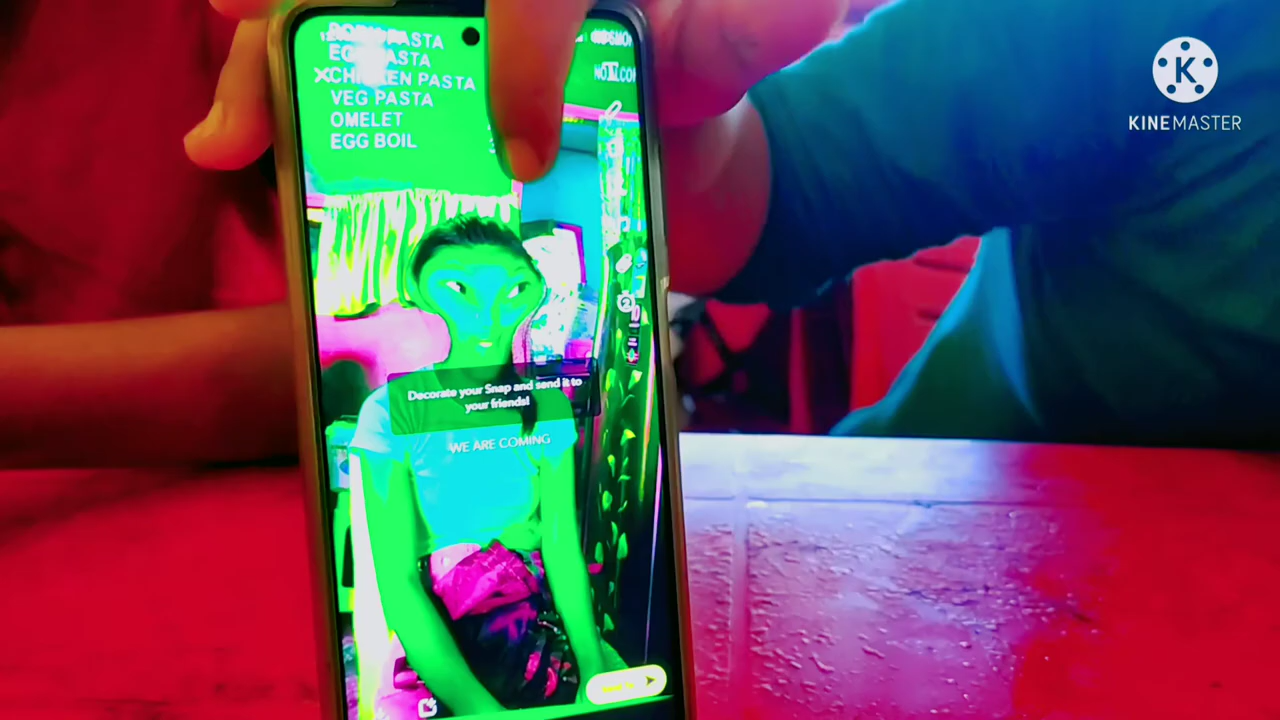 PASTA
EGG PASTA
CHICKEN PASTA
VEG PASTA
OMELET
EGG BOIL
Decorate your Snap and send it to
your friends!
WE ARE COMING
KINEMASTER